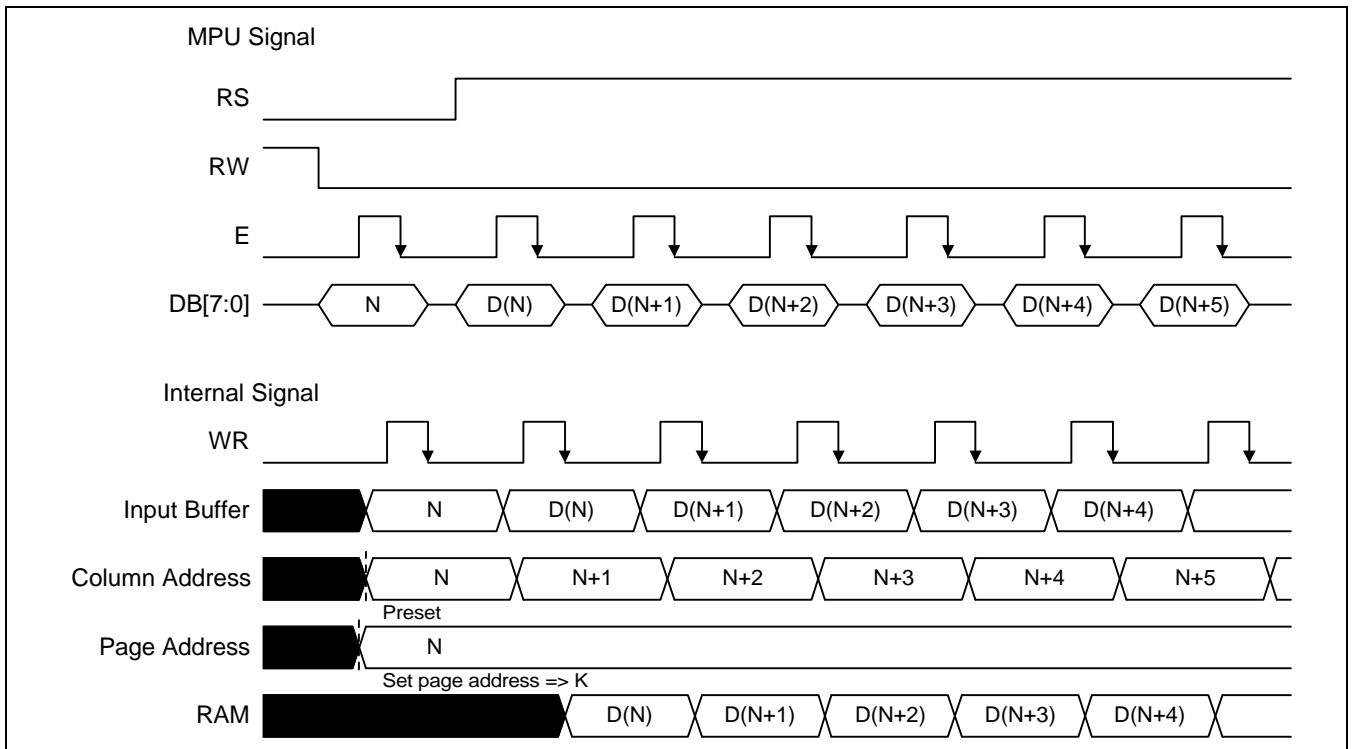 MPU Signal
RS
RW
E
DB[7:0] N D(N) D(N+1) D(N+2) D(N+3) D(N+4) D(N+5)
Internal Signal
WR
Input Buffer N D(N) D(N+1) D(N+2) D(N+3) D(N+4)
Column Address N N+1 N+2 N+3 N+4 N+5
Preset
Page Address N
Set page address => K
RAM D(N) D(N+1) D(N+2) D(N+3) D(N+4)